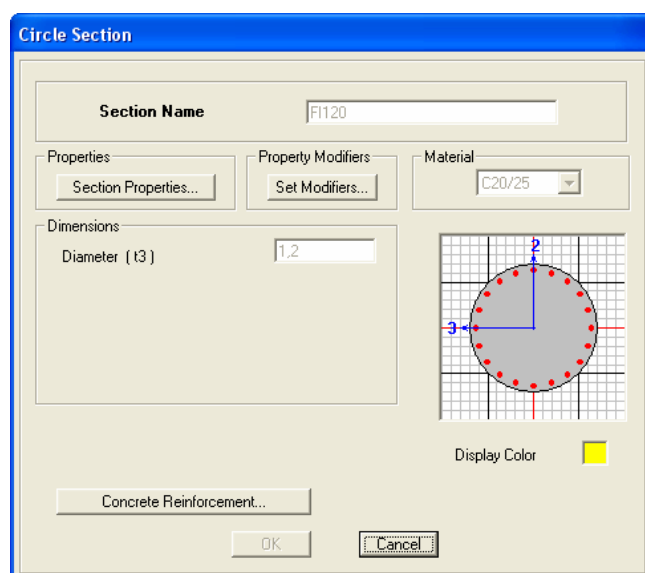 Circle Section
Section Name FI120
Properties Property Modifiers Material
Section Properties... Set Modifiers... C20/25
Dimensions
Diameter ( t3 ) 1,2
2
3
Display Color
Concrete Reinforcement...
OK Cancel